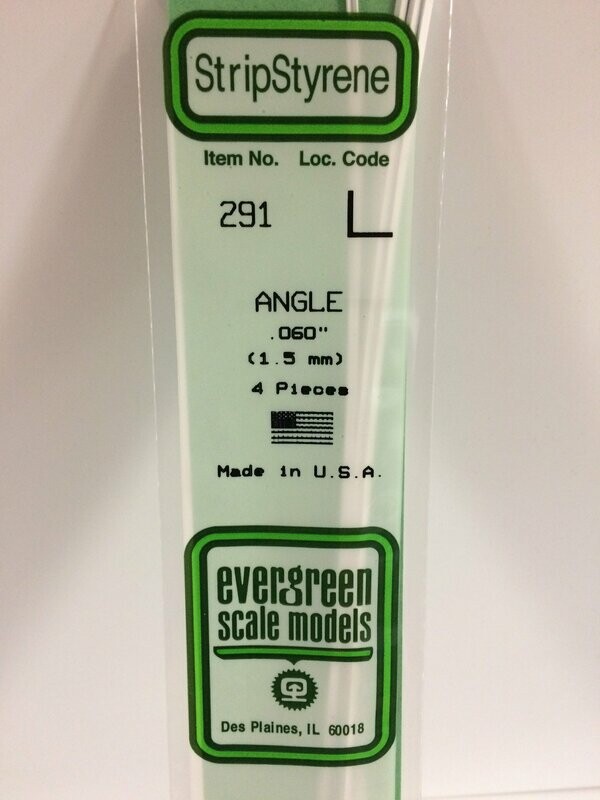 StripStyrene
Item No. Loc. Code
291 L
ANGLE
.060"
(1.5 mm)
4 Pieces
Made in U.S.A.
evergreen
scale models
Des Plaines, IL 60018